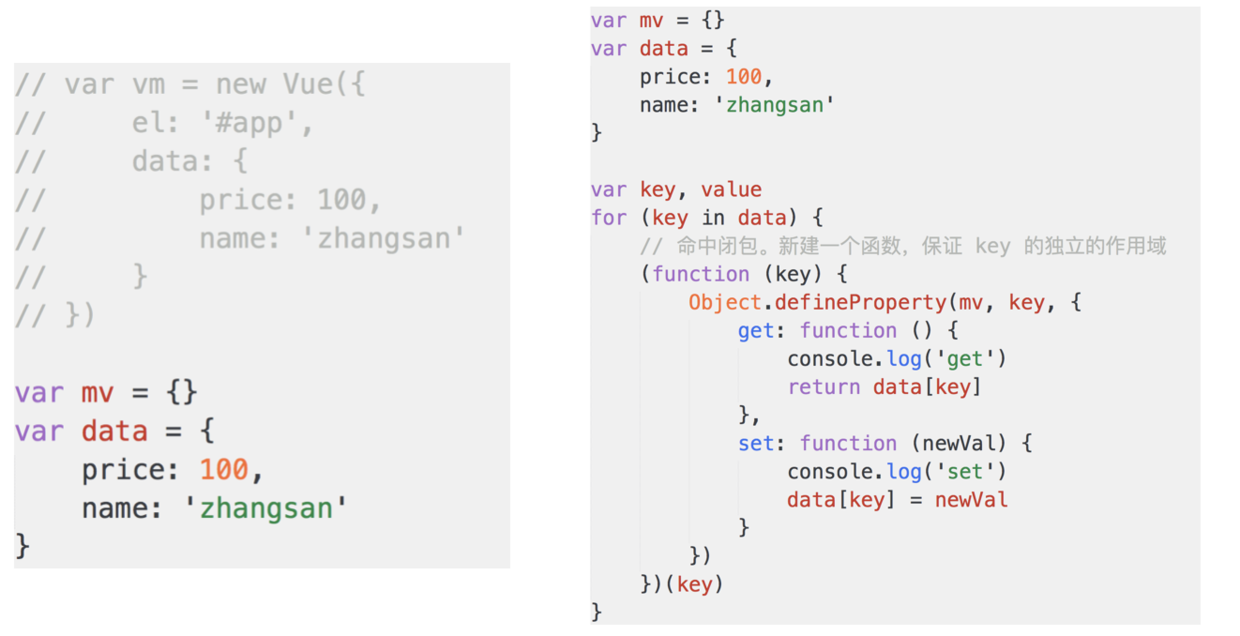 // var vm = new Vue({
//     el: '#app',
//     data: {
//         price: 100,
//         name: 'zhangsan'
//     }
// })

var mv = {}
var data = {
    price: 100,
    name: 'zhangsan'
}

var mv = {}
var data = {
    price: 100,
    name: 'zhangsan'
}

var key, value
for (key in data) {
    // 命中闭包。新建一个函数，保证 key 的独立的作用域
    (function (key) {
        Object.defineProperty(mv, key, {
            get: function () {
                console.log('get')
                return data[key]
            },
            set: function (newVal) {
                console.log('set')
                data[key] = newVal
            }
        })
    })(key)
}